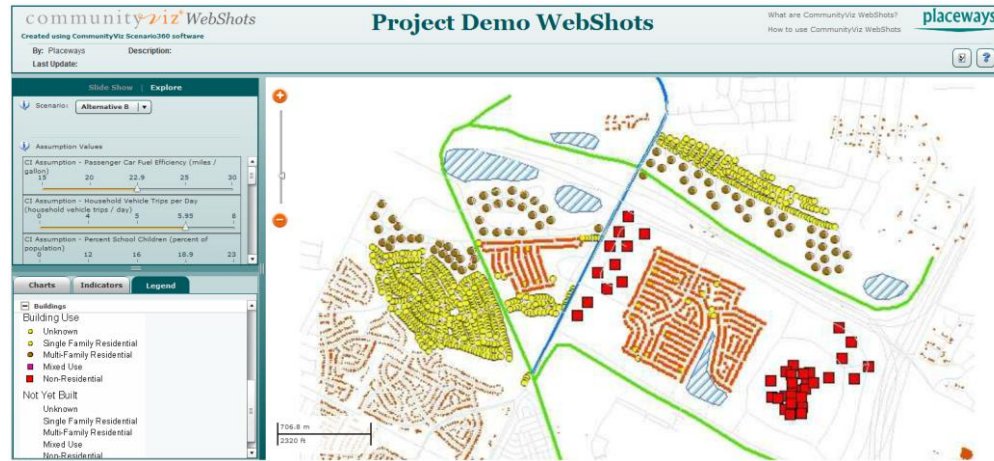 communityviz® WebShots
Created using CommunityViz Scenario360 software
Project Demo WebShots
What are CommunityViz WebShots?
How to use CommunityViz WebShots
placeways
By: Placeways
Description:
Last Update:
Slide Show | Explore
Scenario: Alternative B
Assumption Values
CI Assumption - Passenger Car Fuel Efficiency (miles /
gallon)
15 20 22.9 25 30
CI Assumption - Household Vehicle Trips per Day
(household vehicle trips / day)
0 4 5 5.95 8
CI Assumption - Percent School Children (percent of
population)
0 12 16 18.9 23
Charts Indicators Legend
Buildings
Building Use
Unknown
Single Family Residential
Multi-Family Residential
Mixed Use
Non-Residential
Not Yet Built
Unknown
Single Family Residential
Multi-Family Residential
Mixed Use
Non-Residential
706.8 m
2320 ft